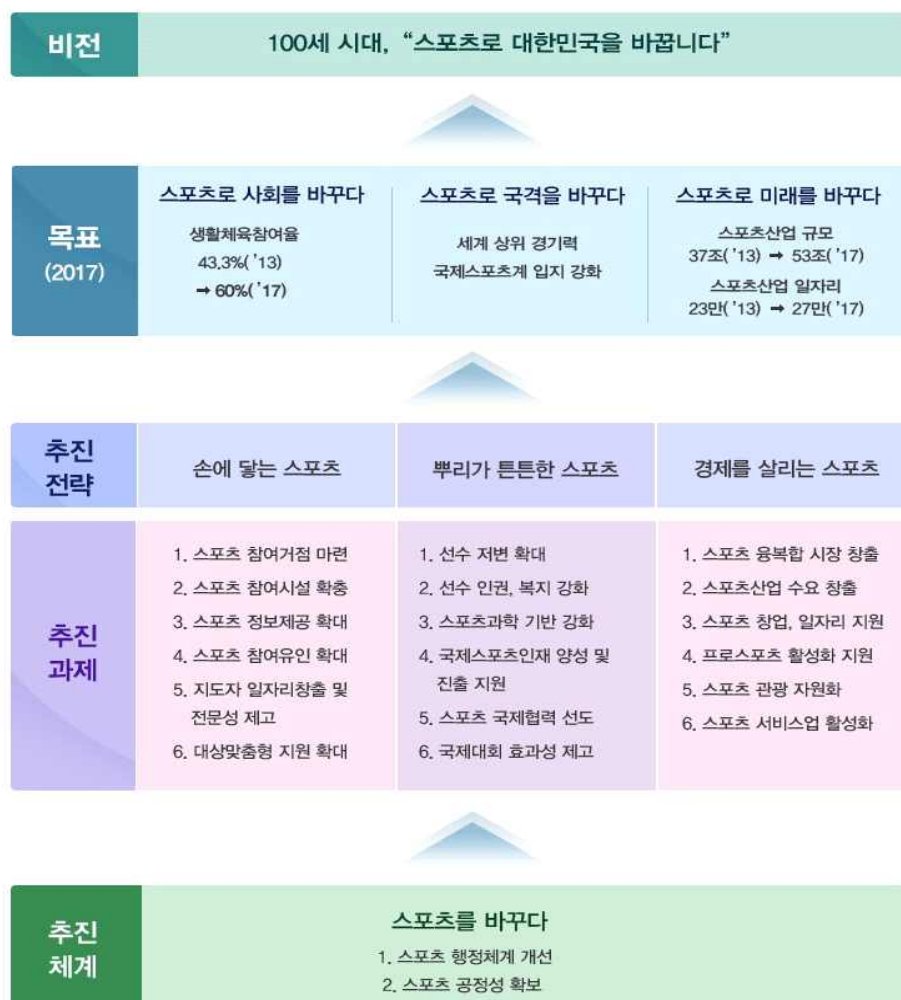 비전
100세 시대, “스포츠로 대한민국을 바꿉니다”
목표
(2017)
스포츠로 사회를 바꾸다
생활체육참여율
43.3%('13)
→ 60%('17)
스포츠로 국격을 바꾸다
세계 상위 경기력
국제스포츠계 입지 강화
스포츠로 미래를 바꾸다
스포츠산업 규모
37조('13) → 53조('17)
스포츠산업 일자리
23만('13) → 27만('17)
추진
전략
손에 닿는 스포츠
뿌리가 튼튼한 스포츠
경제를 살리는 스포츠
추진
과제
1. 스포츠 참여거점 마련
2. 스포츠 참여시설 확충
3. 스포츠 정보제공 확대
4. 스포츠 참여유인 확대
5. 지도자 일자리창출 및
전문성 제고
6. 대상맞춤형 지원 확대
1. 선수 저변 확대
2. 선수 인권, 복지 강화
3. 스포츠과학 기반 강화
4. 국제스포츠인재 양성 및
진출 지원
5. 스포츠 국제협력 선도
6. 국제대회 효과성 제고
1. 스포츠 융복합 시장 창출
2. 스포츠산업 수요 창출
3. 스포츠 창업, 일자리 지원
4. 프로스포츠 활성화 지원
5. 스포츠 관광 자원화
6. 스포츠 서비스업 활성화
추진
체계
스포츠를 바꾸다
1. 스포츠 행정체계 개선
2. 스포츠 공정성 확보